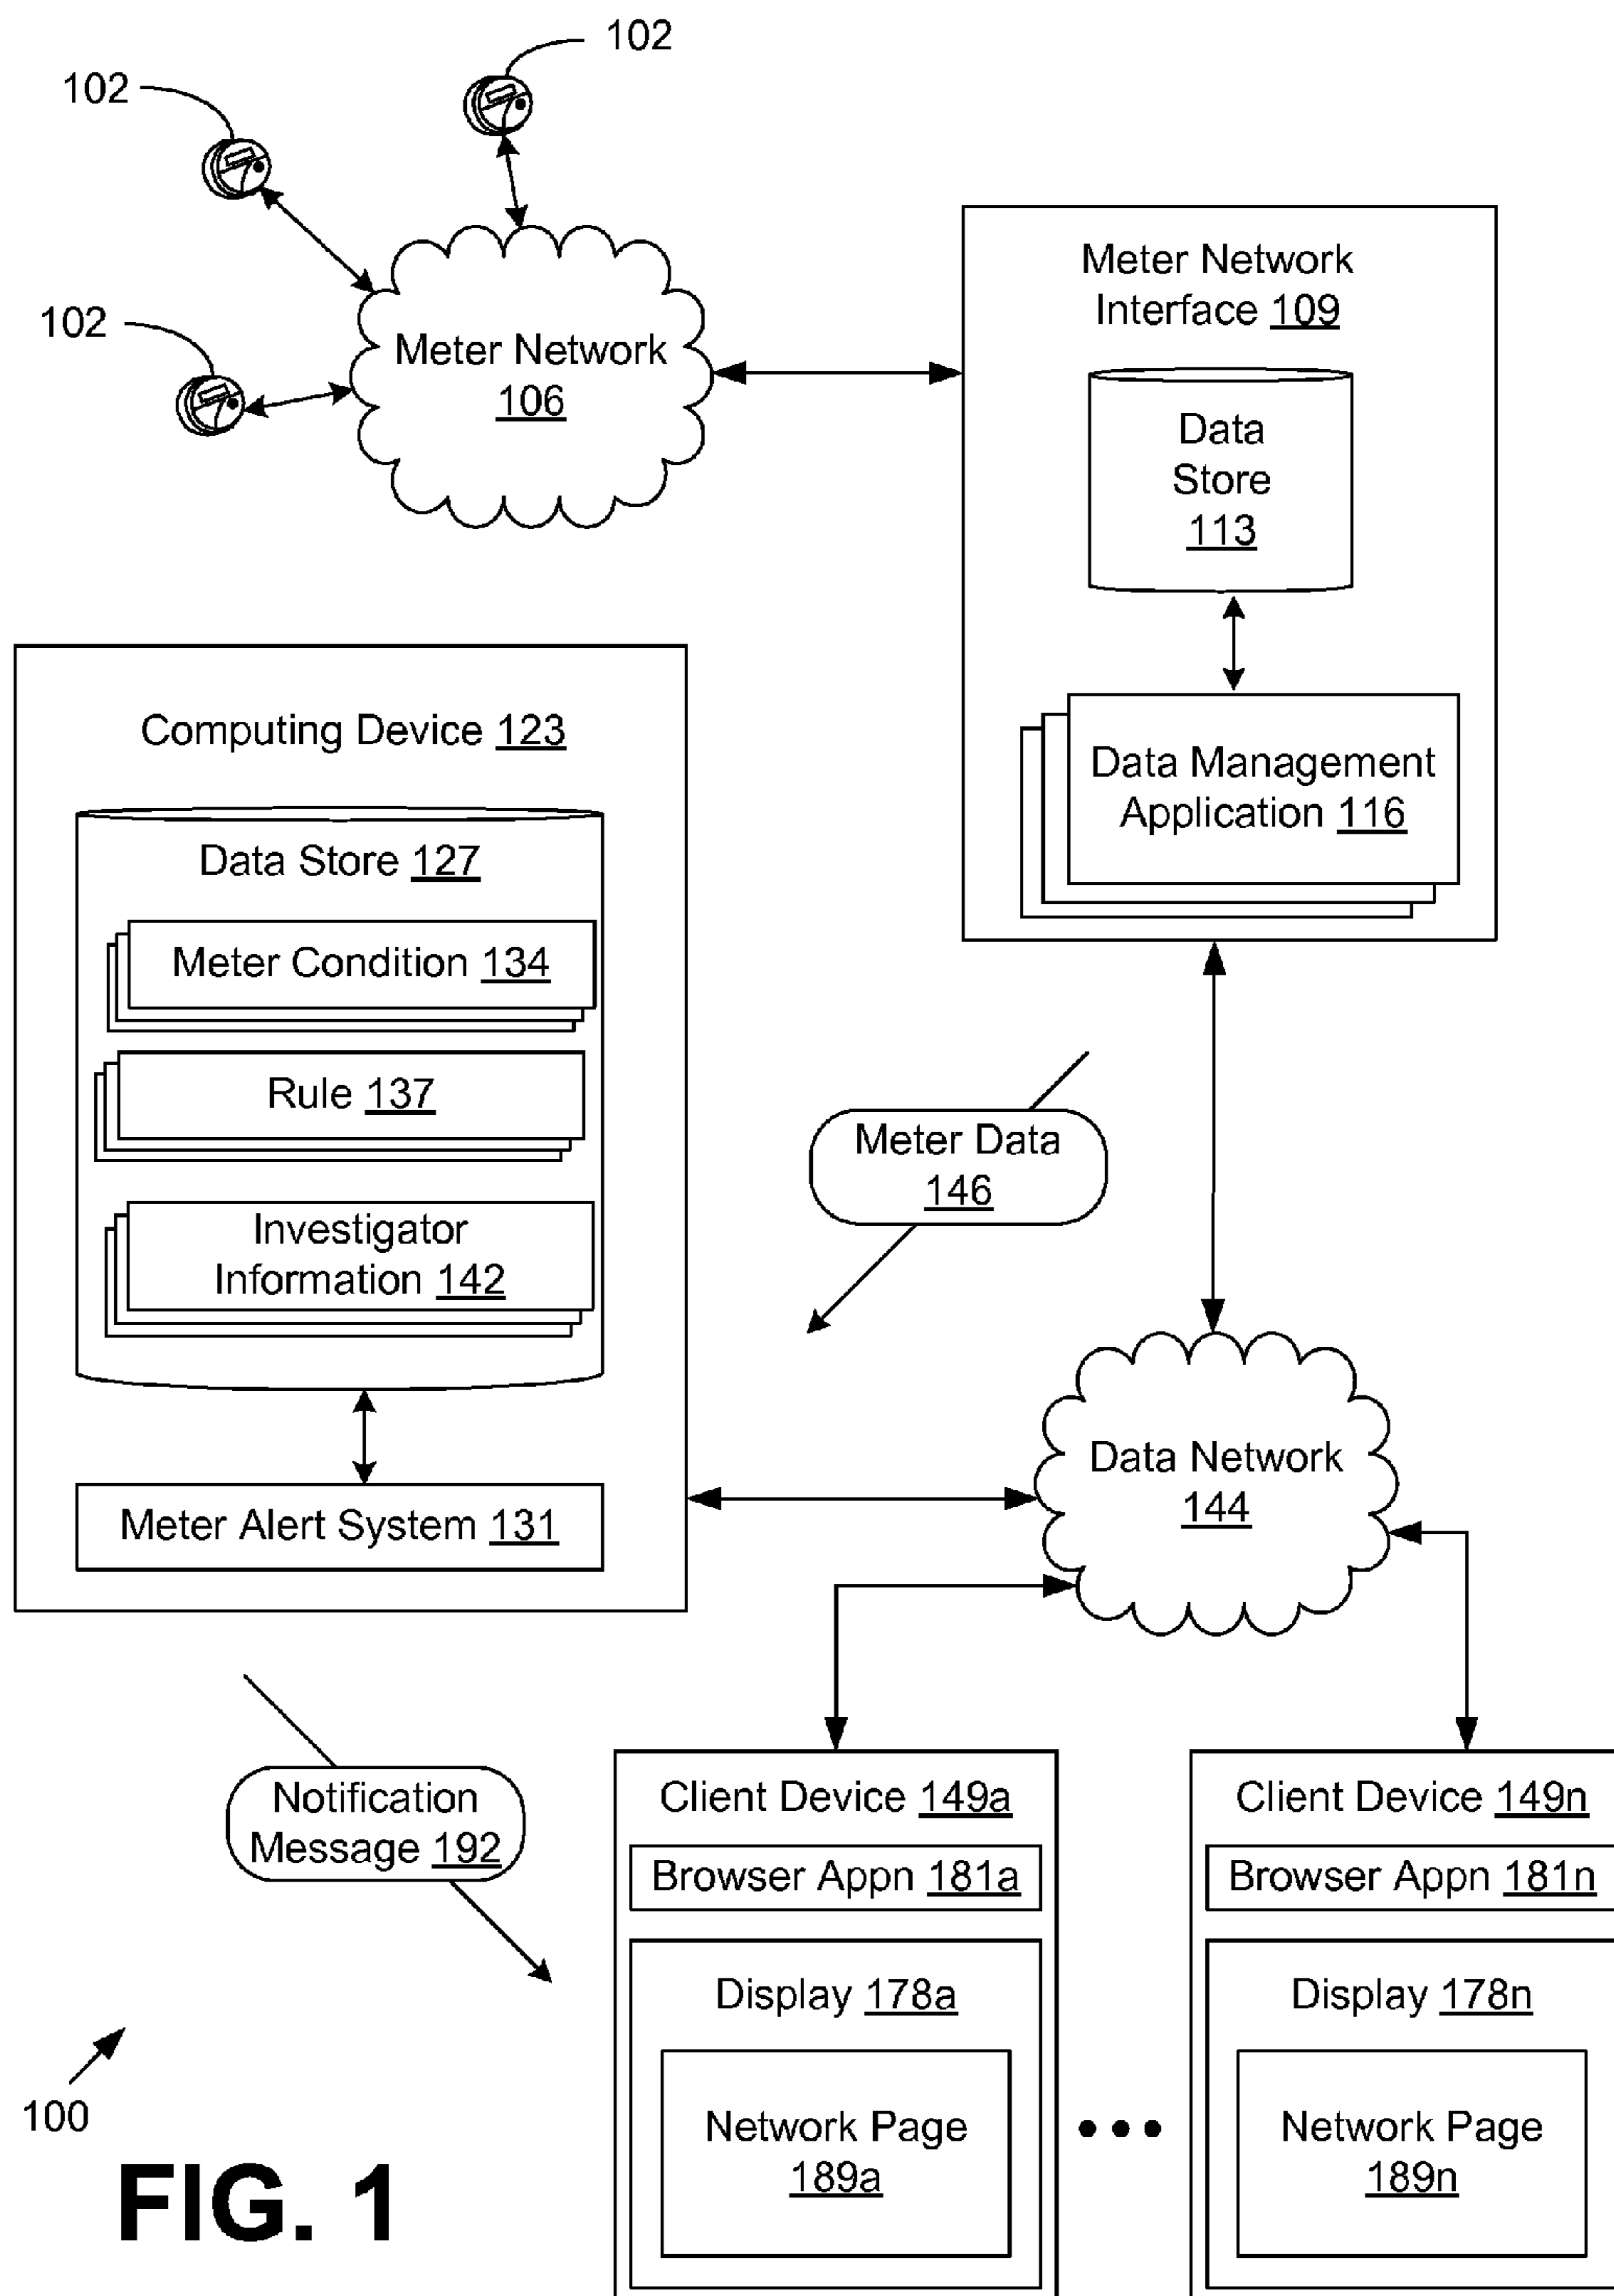 102
102
102
Meter Network
106
Meter Network
Interface 109
Data
Store
113
Data Management
Application 116
Computing Device 123
Data Store 127
Meter Condition 134
Rule 137
Investigator
Information 142
Meter Alert System 131
Meter Data
146
Data Network
144
Notification
Message 192
Client Device 149a
Browser Appn 181a
Display 178a
Network Page
189a
Client Device 149n
Browser Appn 181n
Display 178n
Network Page
189n
100
FIG. 1